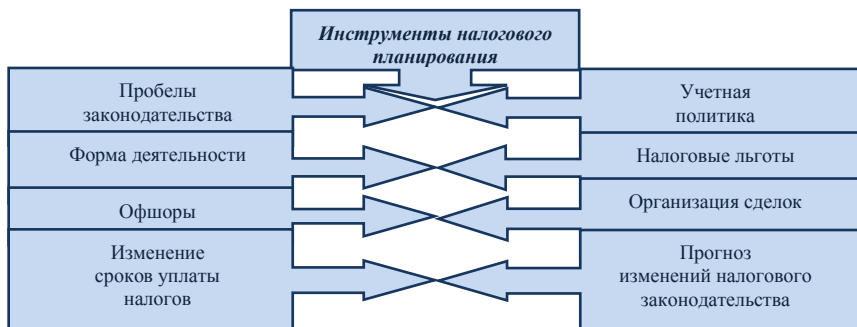 Инструменты налогового
планирования
Пробелы
законодательства
Учетная
политика
Форма деятельности
Налоговые льготы
Офшоры
Организация сделок
Изменение
сроков уплаты
налогов
Прогноз
изменений налогового
законодательства